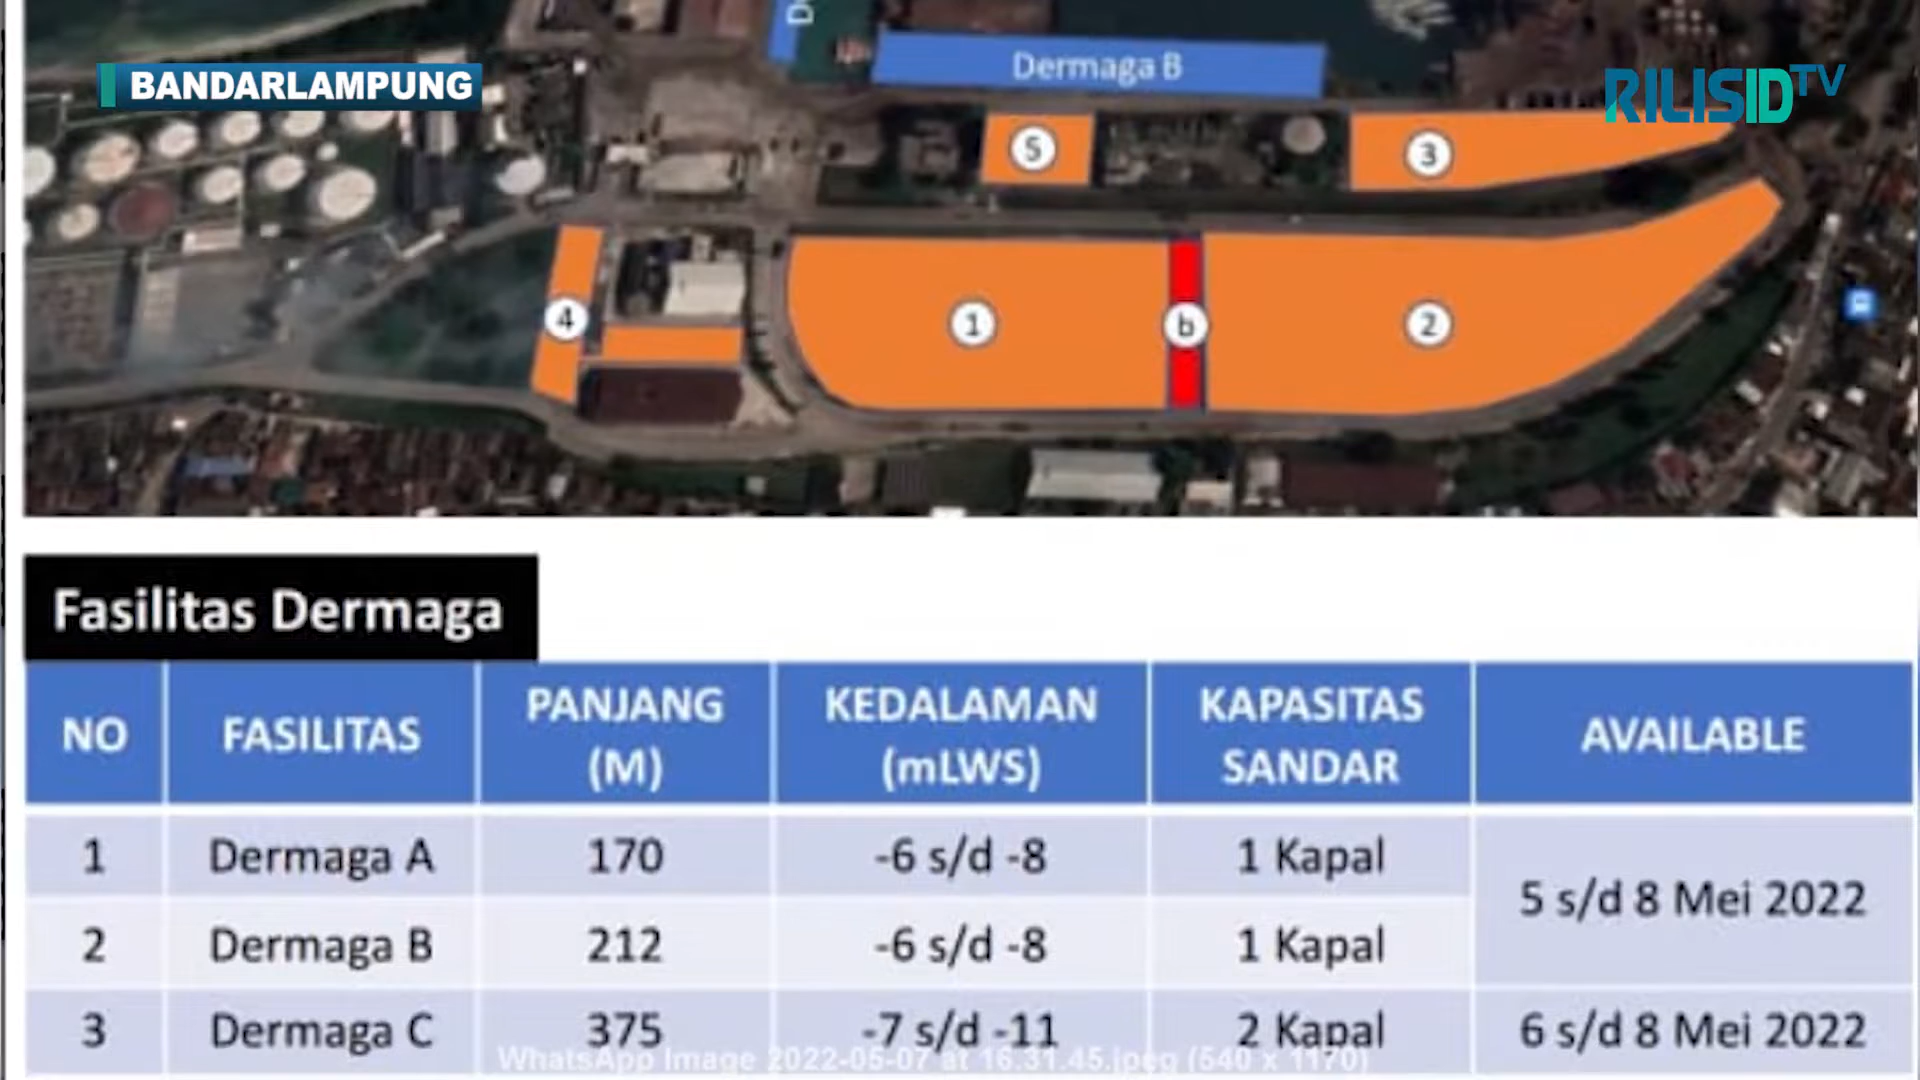 BANDARLAMPUNG
RILISIDTV
Dermaga B
5
3
4
1
b
2
Fasilitas Dermaga
NO FASILITAS PANJANG (M) KEDALAMAN (mLWS) KAPASITAS SANDAR AVAILABLE
1 Dermaga A 170 -6 s/d -8 1 Kapal 5 s/d 8 Mei 2022
2 Dermaga B 212 -6 s/d -8 1 Kapal
3 Dermaga C 375 -7 s/d -11 2 Kapal 6 s/d 8 Mei 2022
WhatsApp Image 2022-05-07 at 16.31.45.jpeg (540 x 1170)